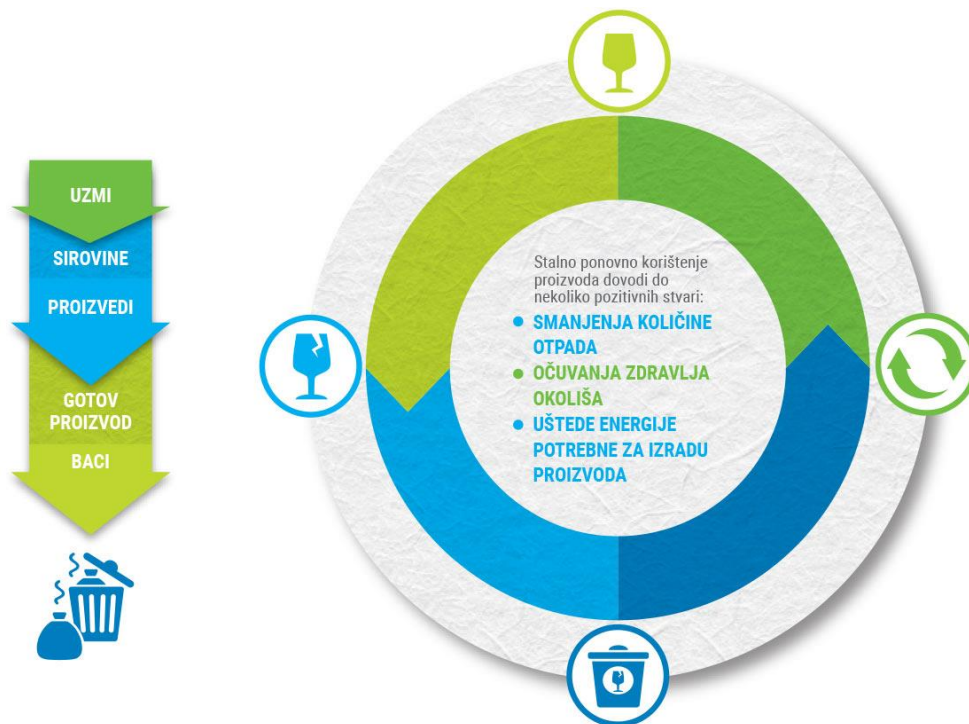 UZMI
SIROVINE
PROIZVEDI
GOTOV
PROIZVOD
BACI
Stalno ponovno korištenje
proizvoda dovodi do
nekoliko pozitivnih stvari:
SMANJENJA KOLIČINE
OTPADA
OČUVANJA ZDRAVLJA
OKOLIŠA
UŠTEDE ENERGIJE
POTREBNE ZA IZRADU
PROIZVODA